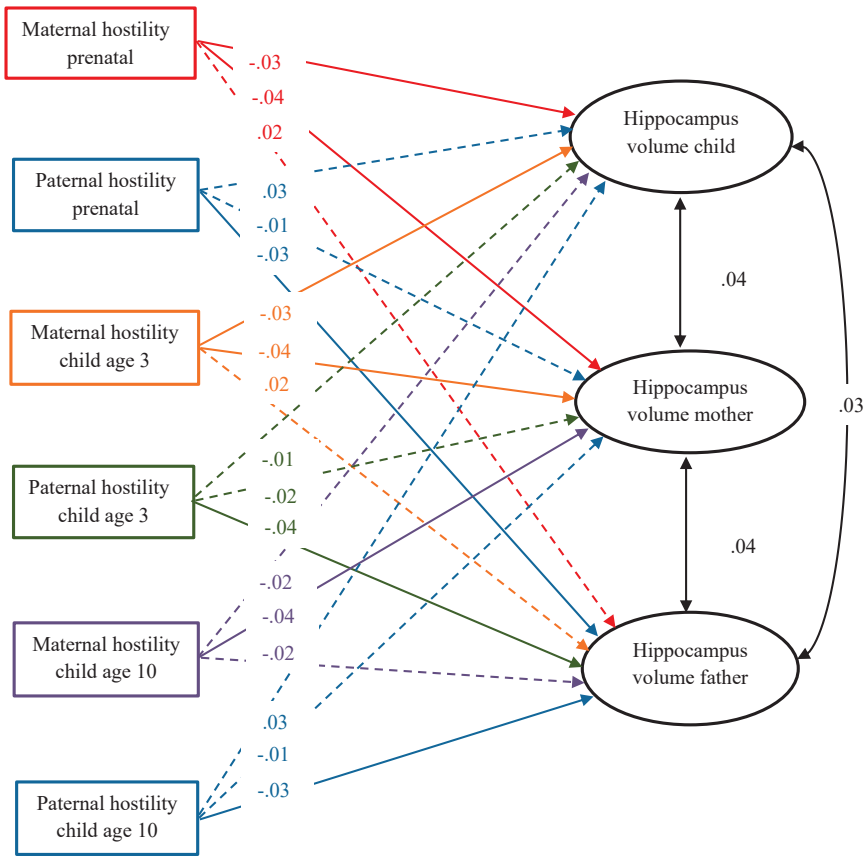 Maternal hostility
prenatal
-.03
-.04
.02
Paternal hostility
prenatal
.03
-.01
-.03
Maternal hostility
child age 3
-.03
-.04
.02
Paternal hostility
child age 3
-.01
-.02
-.04
Maternal hostility
child age 10
-.02
-.04
-.02
Paternal hostility
child age 10
.03
-.01
-.03
Hippocampus
volume child
.04
Hippocampus
volume mother
.03
.04
Hippocampus
volume father